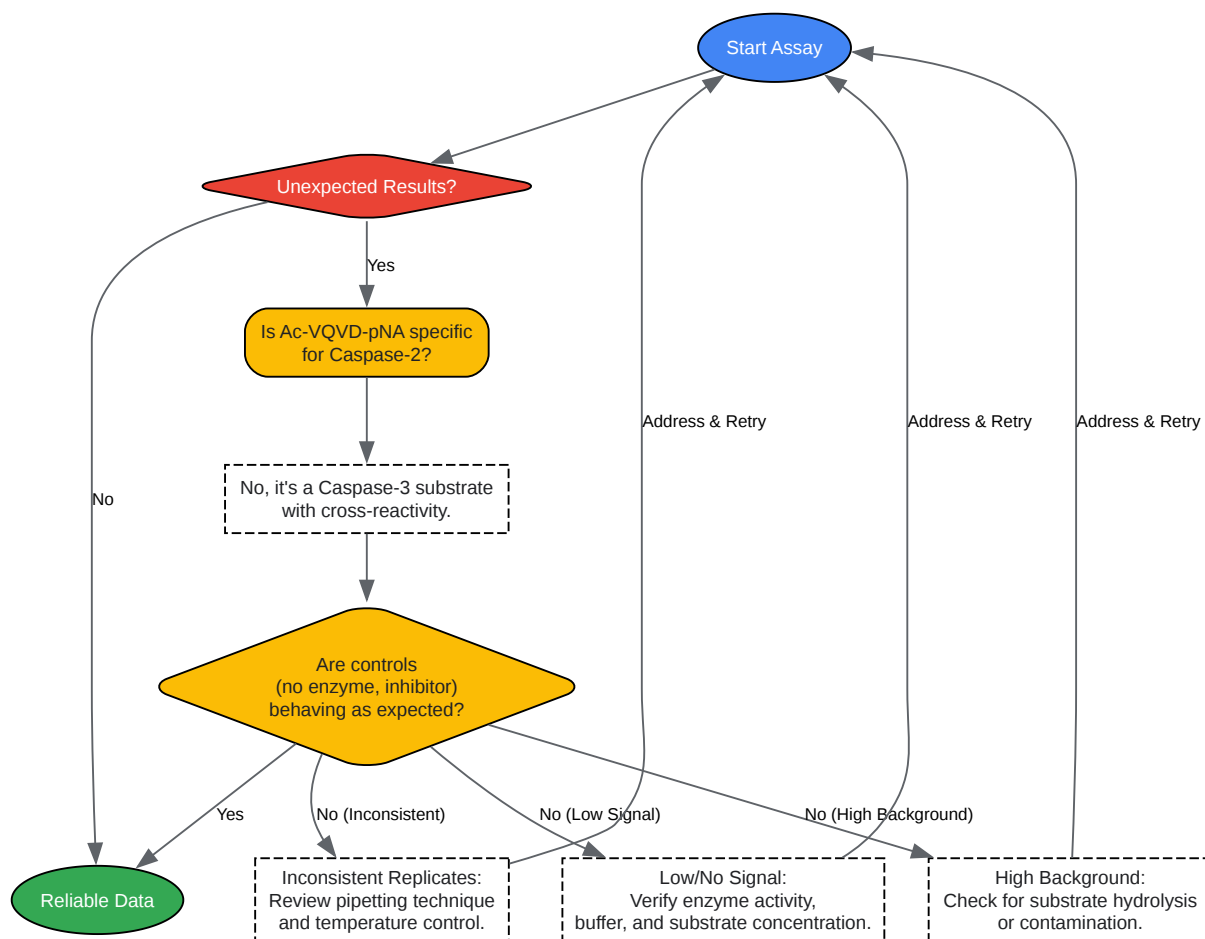 Start Assay
Unexpected Results?
Yes
Is Ac-VQVD-pNA specific
for Caspase-2?
Address & Retry
Address & Retry
Address & Retry
No
No, it's a Caspase-3 substrate
with cross-reactivity.
Are controls
(no enzyme, inhibitor)
behaving as expected?
Yes
No (Inconsistent)
No (Low Signal)
No (High Background)
Reliable Data
Inconsistent Replicates:
Review pipetting technique
and temperature control.
Low/No Signal:
Verify enzyme activity,
buffer, and substrate concentration.
High Background:
Check for substrate hydrolysis
or contamination.